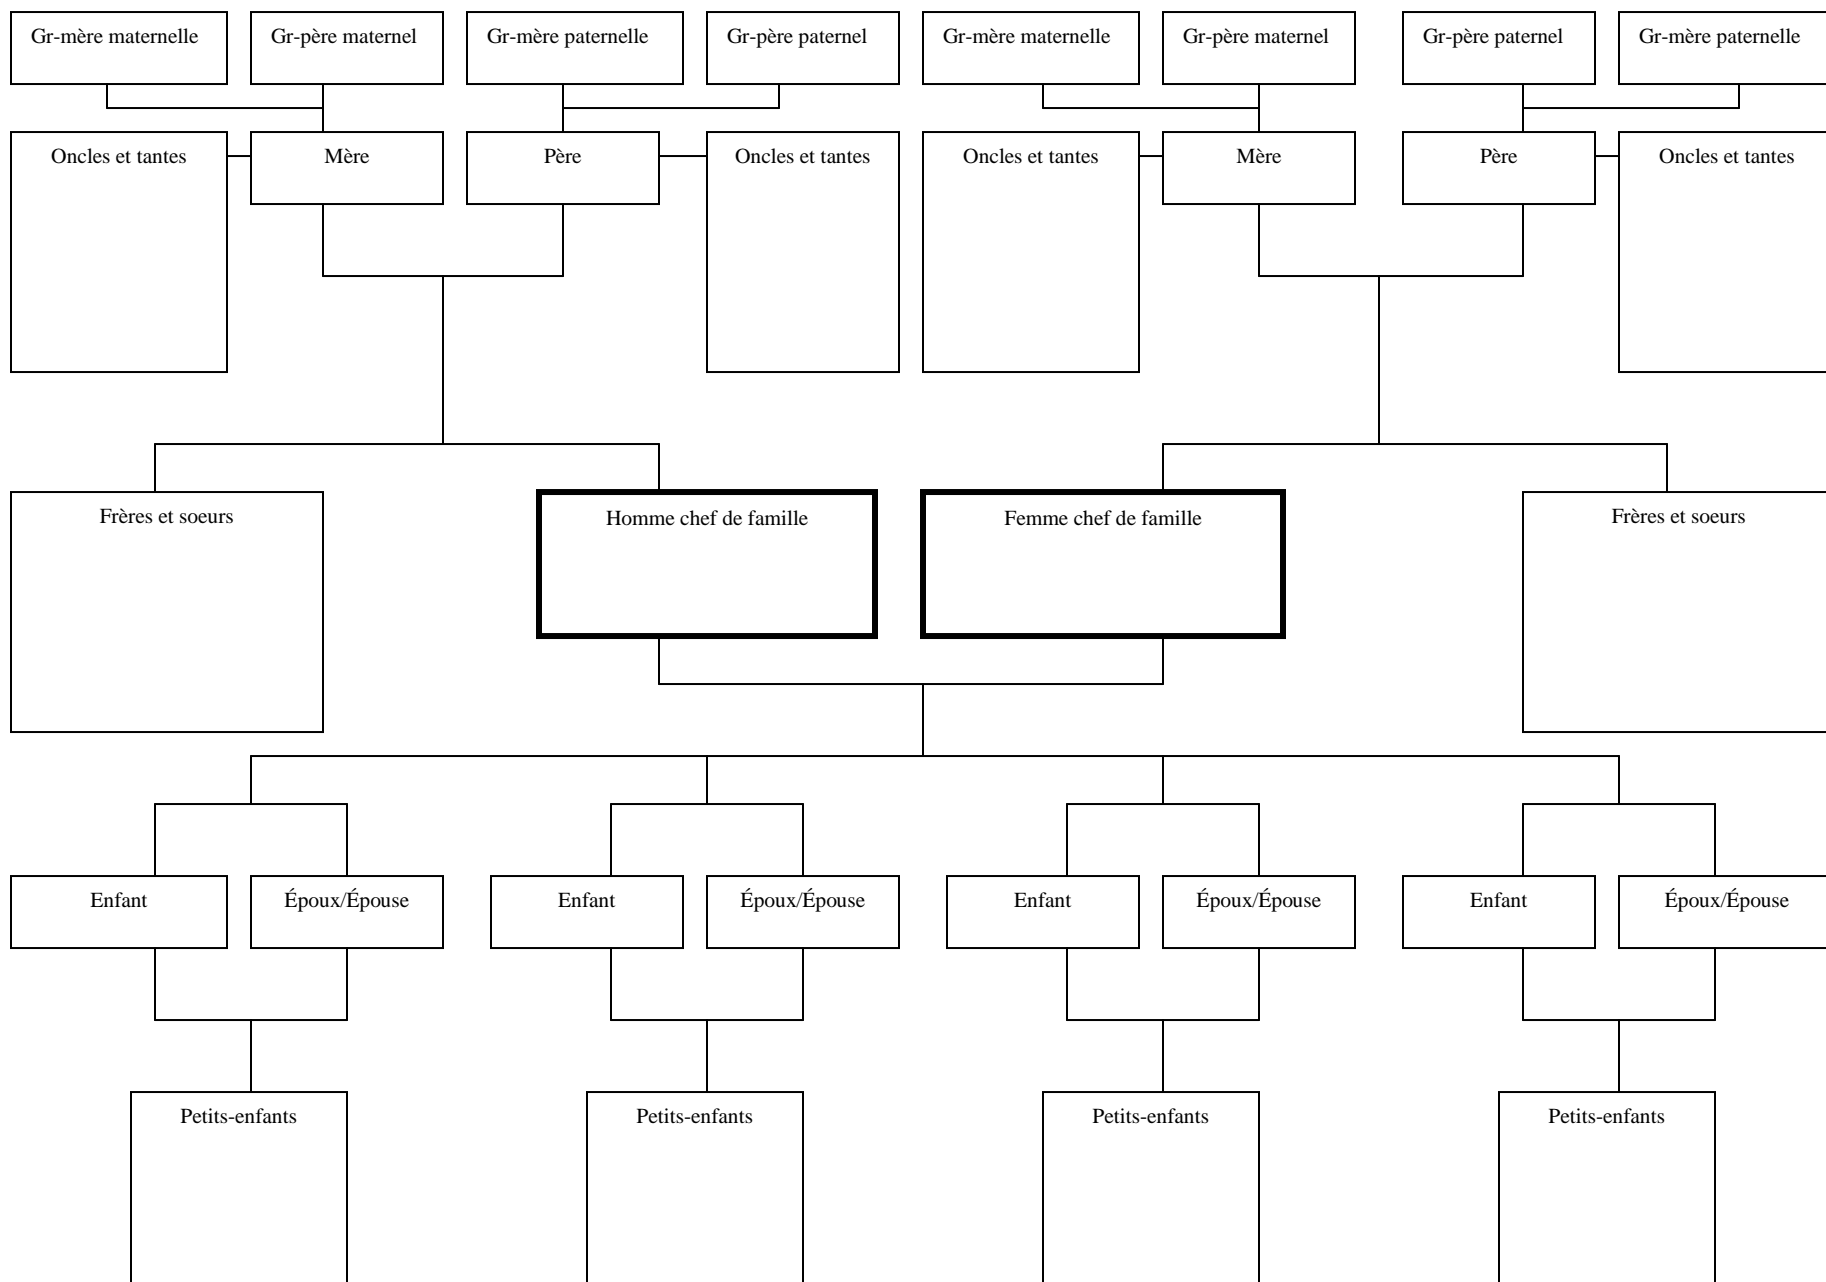 Gr-mère maternelle
Gr-père maternel
Gr-mère paternelle
Gr-père paternel
Gr-mère maternelle
Gr-père maternel
Gr-père paternel
Gr-mère paternelle
Oncles et tantes
Mère
Père
Oncles et tantes
Oncles et tantes
Mère
Père
Oncles et tantes
Frères et soeurs
Homme chef de famille
Femme chef de famille
Frères et soeurs
Enfant
Époux/Épouse
Enfant
Époux/Épouse
Enfant
Époux/Épouse
Enfant
Époux/Épouse
Petits-enfants
Petits-enfants
Petits-enfants
Petits-enfants